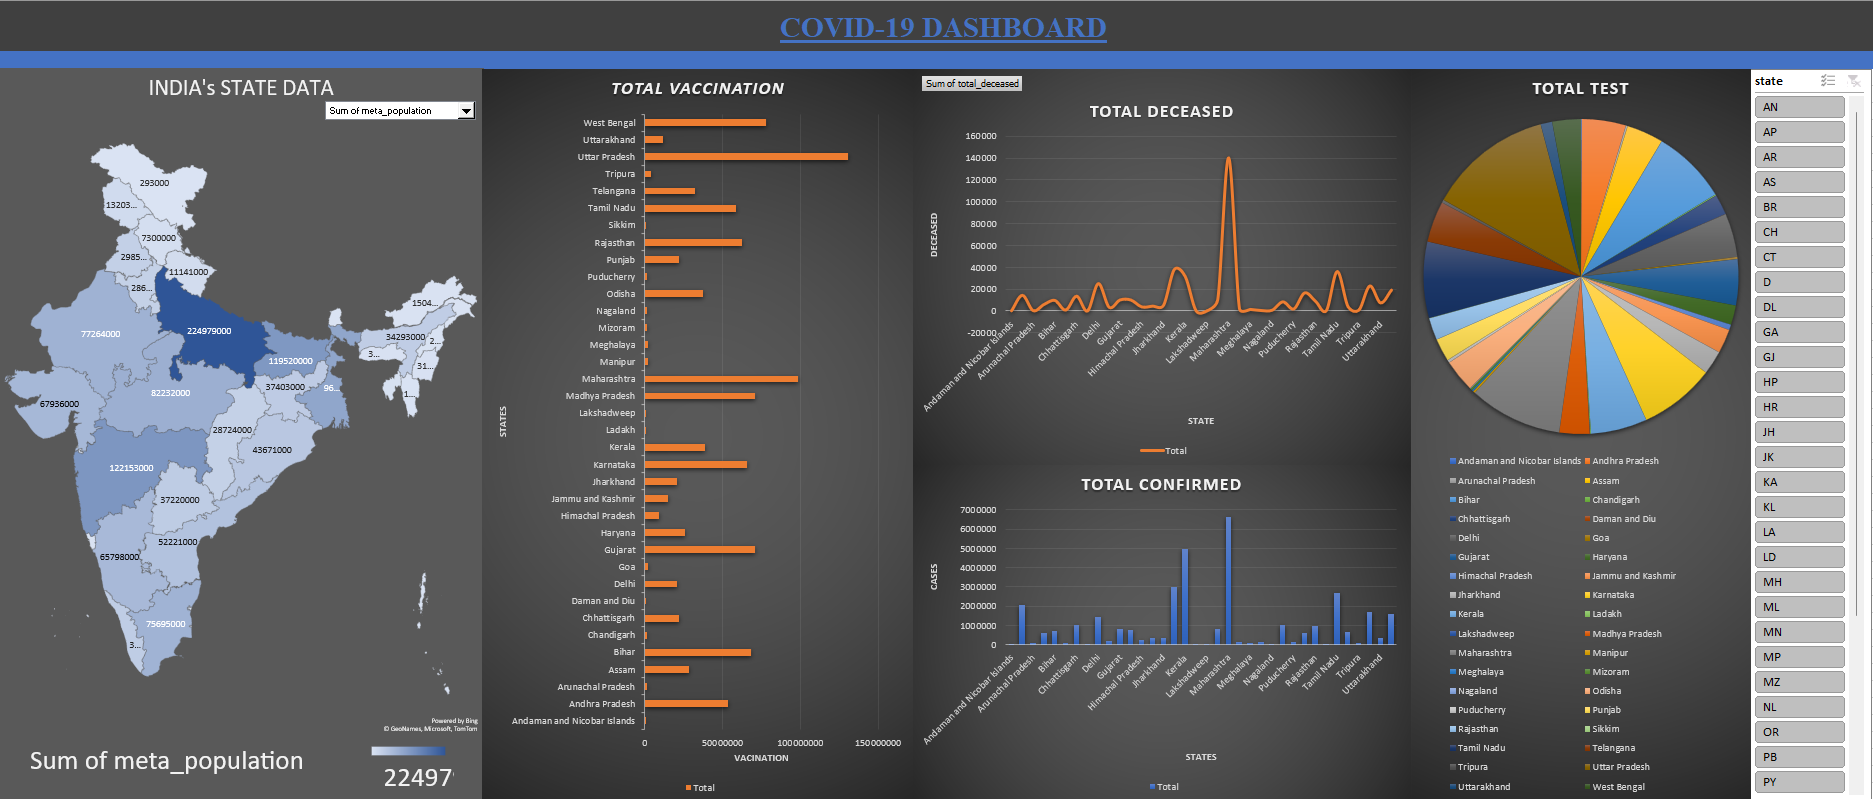 COVID-19 DASHBOARD
INDIA's STATE DATA
Sum of meta_population
293000
13203...
7300000
2985...
11141000
286...
1504...
77264000
224979000
34293000
2...
3...
119520000
31...
37403000
96...
1...
82232000
67936000
28724000
43671000
122153000
37220000
52221000
65798000
75695000
3...
Powered by Bing
© GeoNames, Microsoft, TomTom
Sum of meta_population
22497
TOTAL VACCINATION
STATES
West Bengal
Uttarakhand
Uttar Pradesh
Tripura
Telangana
Tamil Nadu
Sikkim
Rajasthan
Punjab
Puducherry
Odisha
Nagaland
Mizoram
Meghalaya
Manipur
Maharashtra
Madhya Pradesh
Lakshadweep
Ladakh
Kerala
Karnataka
Jharkhand
Jammu and Kashmir
Himachal Pradesh
Haryana
Gujarat
Goa
Delhi
Daman and Diu
Chhattisgarh
Chandigarh
Bihar
Assam
Arunachal Pradesh
Andhra Pradesh
Andaman and Nicobar Islands
0 50000000 100000000 150000000
VACINATION
Total
Sum of total_deceased
TOTAL DECEASED
DECEASED
160000
140000
120000
100000
80000
60000
40000
20000
0
-20000
Andaman and Nicobar Islands
Arunachal Pradesh
Bihar
Chhattisgarh
Delhi
Gujarat
Himachal Pradesh
Jharkhand
Kerala
Lakshadweep
Maharashtra
Meghalaya
Nagaland
Puducherry
Rajasthan
Tamil Nadu
Tripura
Uttarakhand
STATE
Total
TOTAL CONFIRMED
CASES
7000000
6000000
5000000
4000000
3000000
2000000
1000000
0
Andaman and Nicobar Islands
Arunachal Pradesh
Bihar
Chhattisgarh
Delhi
Gujarat
Himachal Pradesh
Jharkhand
Kerala
Lakshadweep
Maharashtra
Meghalaya
Nagaland
Puducherry
Rajasthan
Tamil Nadu
Tripura
Uttarakhand
STATES
Total
TOTAL TEST
Andaman and Nicobar Islands Andhra Pradesh
Arunachal Pradesh Assam
Bihar Chandigarh
Chhattisgarh Daman and Diu
Delhi Goa
Gujarat Haryana
Himachal Pradesh Jammu and Kashmir
Jharkhand Karnataka
Kerala Ladakh
Lakshadweep Madhya Pradesh
Maharashtra Manipur
Meghalaya Mizoram
Nagaland Odisha
Puducherry Punjab
Rajasthan Sikkim
Tamil Nadu Telangana
Tripura Uttar Pradesh
Uttarakhand West Bengal
state
AN
AP
AR
AS
BR
CH
CT
D
DL
GA
GJ
HP
HR
JH
JK
KA
KL
LA
LD
MH
ML
MN
MP
MZ
NL
OR
PB
PY